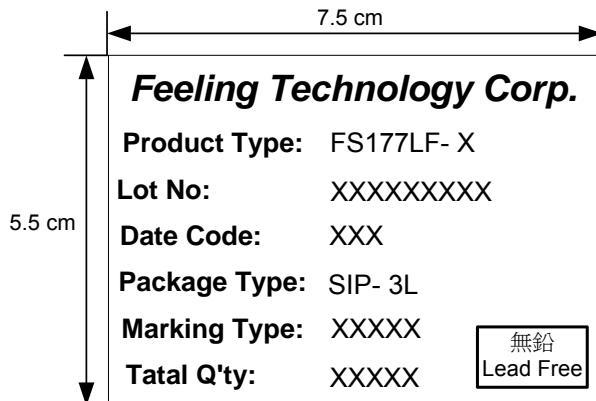 7.5 cm
Feeling Technology Corp.
Product Type: FS177LF- X
Lot No: XXXXXXXXX
5.5 cm
Date Code: XXX
Package Type: SIP- 3L
Marking Type: XXXXX
無鉛
Lead Free
Tatal Q'ty: XXXXX